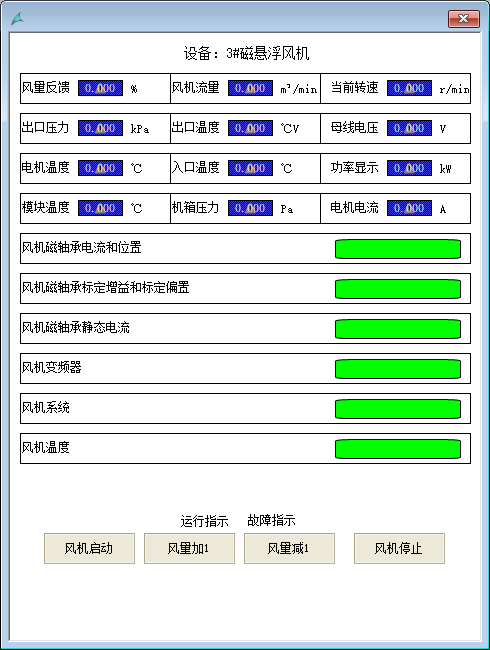 设备：3#磁悬浮风机
风量反馈 0.000 % 风机流量 0.000 m³/min 当前转速 0.000 r/min
出口压力 0.000 kPa 出口温度 0.000 ℃V 母线电压 0.000 V
电机温度 0.000 ℃ 入口温度 0.000 ℃ 功率显示 0.000 kW
模块温度 0.000 ℃ 机箱压力 0.000 Pa 电机电流 0.000 A
风机磁轴承电流和位置
风机磁轴承标定增益和标定偏置
风机磁轴承静态电流
风机变频器
风机系统
风机温度
运行指示 故障指示
风机启动 风量加1 风量减1 风机停止